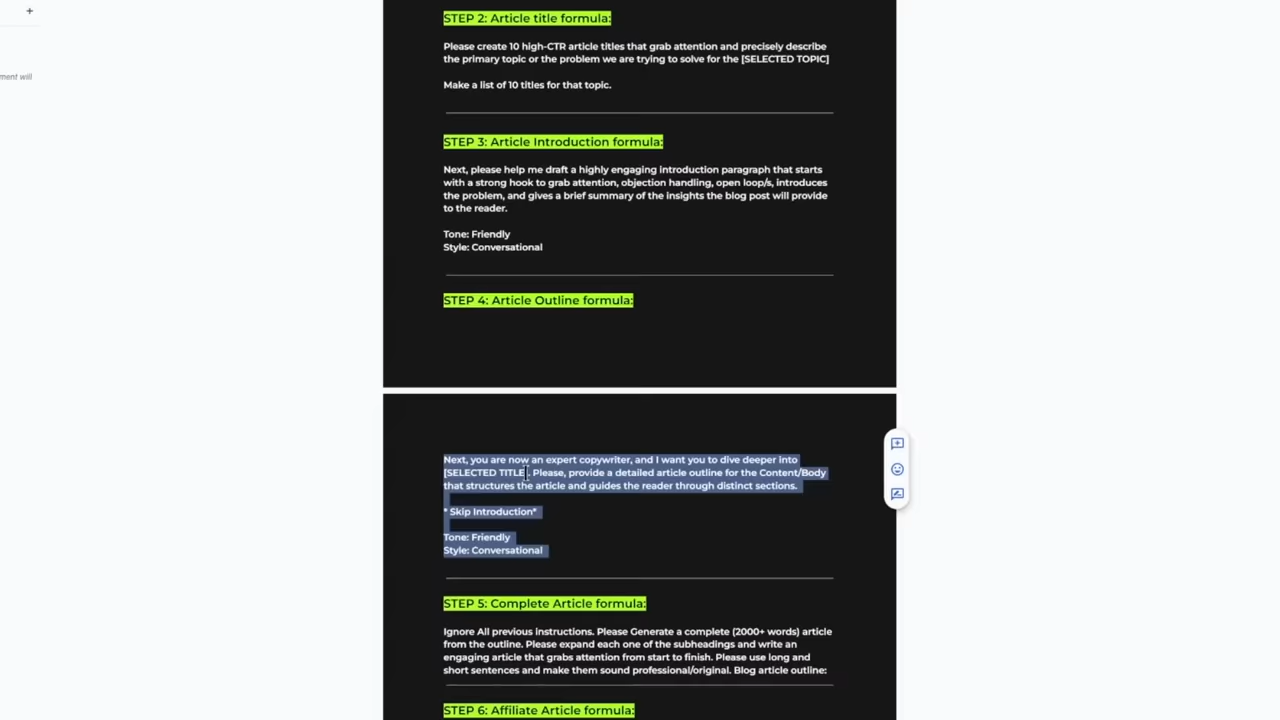 +
ment will
STEP 2: Article title formula:
Please create 10 high-CTR article titles that grab attention and precisely describe
the primary topic or the problem we are trying to solve for the [SELECTED TOPIC]
Make a list of 10 titles for that topic.
STEP 3: Article Introduction formula:
Next, please help me draft a highly engaging introduction paragraph that starts
with a strong hook to grab attention, objection handling, open loop/s, introduces
the problem, and gives a brief summary of the insights the blog post will provide
to the reader.
Tone: Friendly
Style: Conversational
STEP 4: Article Outline formula:
Next, you are now an expert copywriter, and I want you to dive deeper into
[SELECTED TITLE]. Please, provide a detailed article outline for the Content/Body
that structures the article and guides the reader through distinct sections.
* Skip Introduction*
Tone: Friendly
Style: Conversational
STEP 5: Complete Article formula:
Ignore All previous instructions. Please Generate a complete (2000+ words) article
from the outline. Please expand each one of the subheadings and write an
engaging article that grabs attention from start to finish. Please use long and
short sentences and make them sound professional/original. Blog article outline:
STEP 6: Affiliate Article formula: